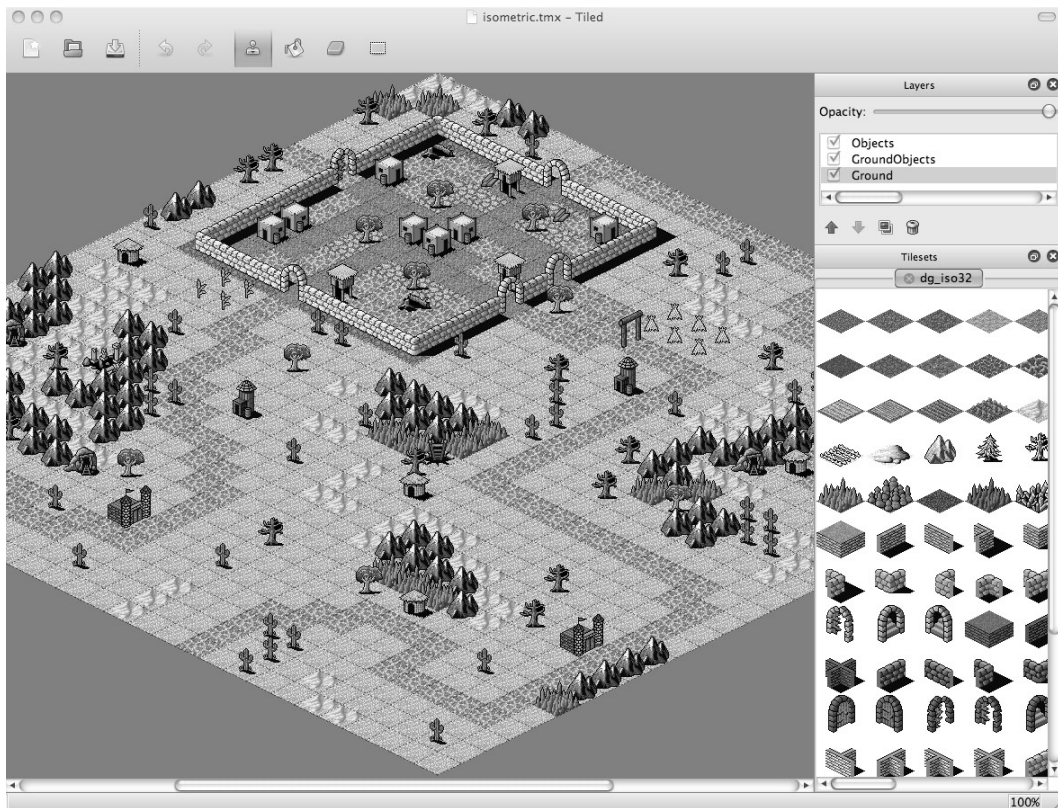 isometric.tmx – Tiled
Layers
Opacity:
Objects
GroundObjects
Ground
Tilesets
dg_iso32
100%